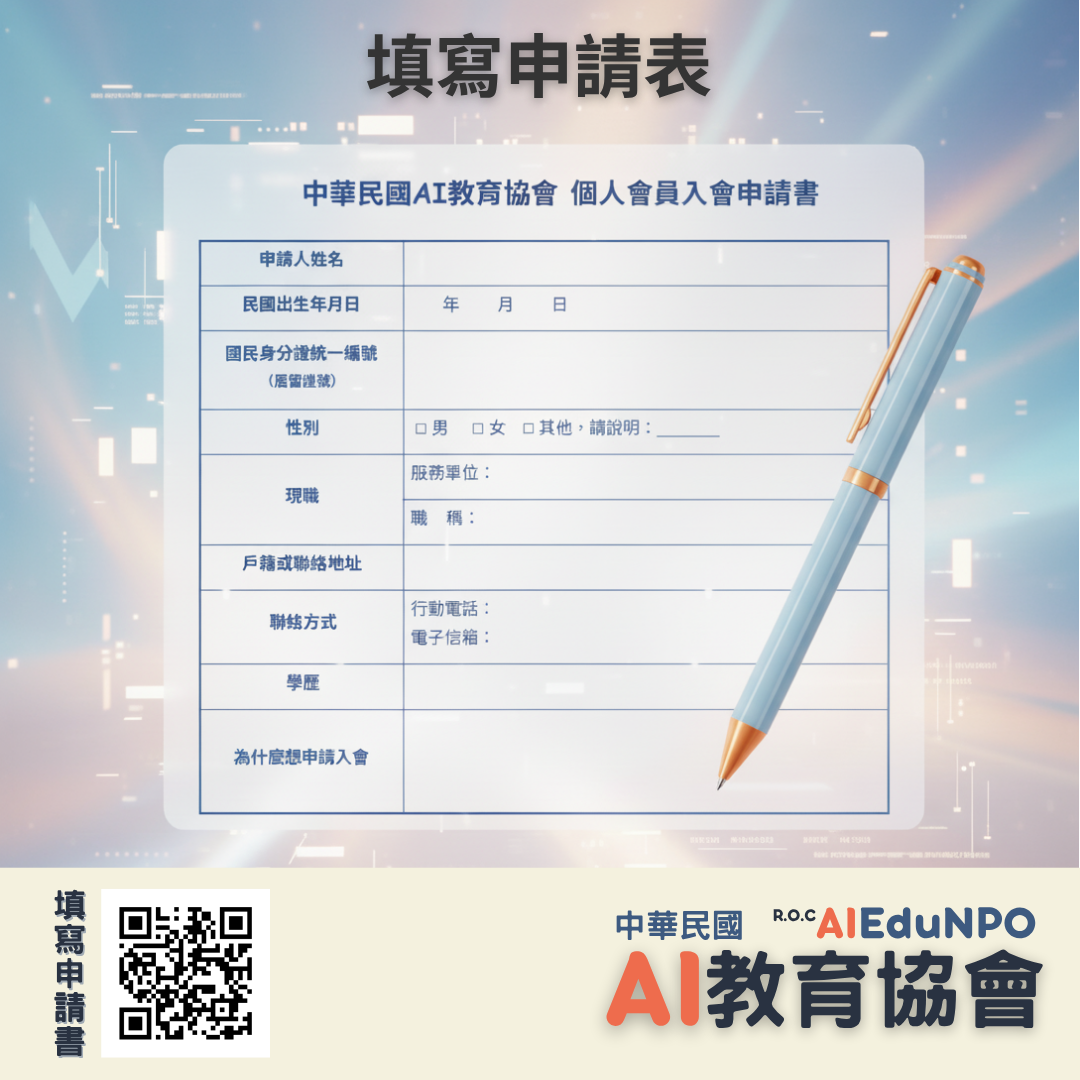 填寫申請表
中華民國AI教育協會 個人會員入會申請書
申請人姓名
民國出生年月日
年 月 日
國民身分證統一編號
(居留證號)
性別
□ 男 □ 女 □ 其他，請說明：______
現職
服務單位：
職 稱：
戶籍或聯絡地址
聯絡方式
行動電話：
電子信箱：
學歷
為什麼想申請入會
填寫申請書
中華民國 R.O.C AIEduNPO
AI教育協會